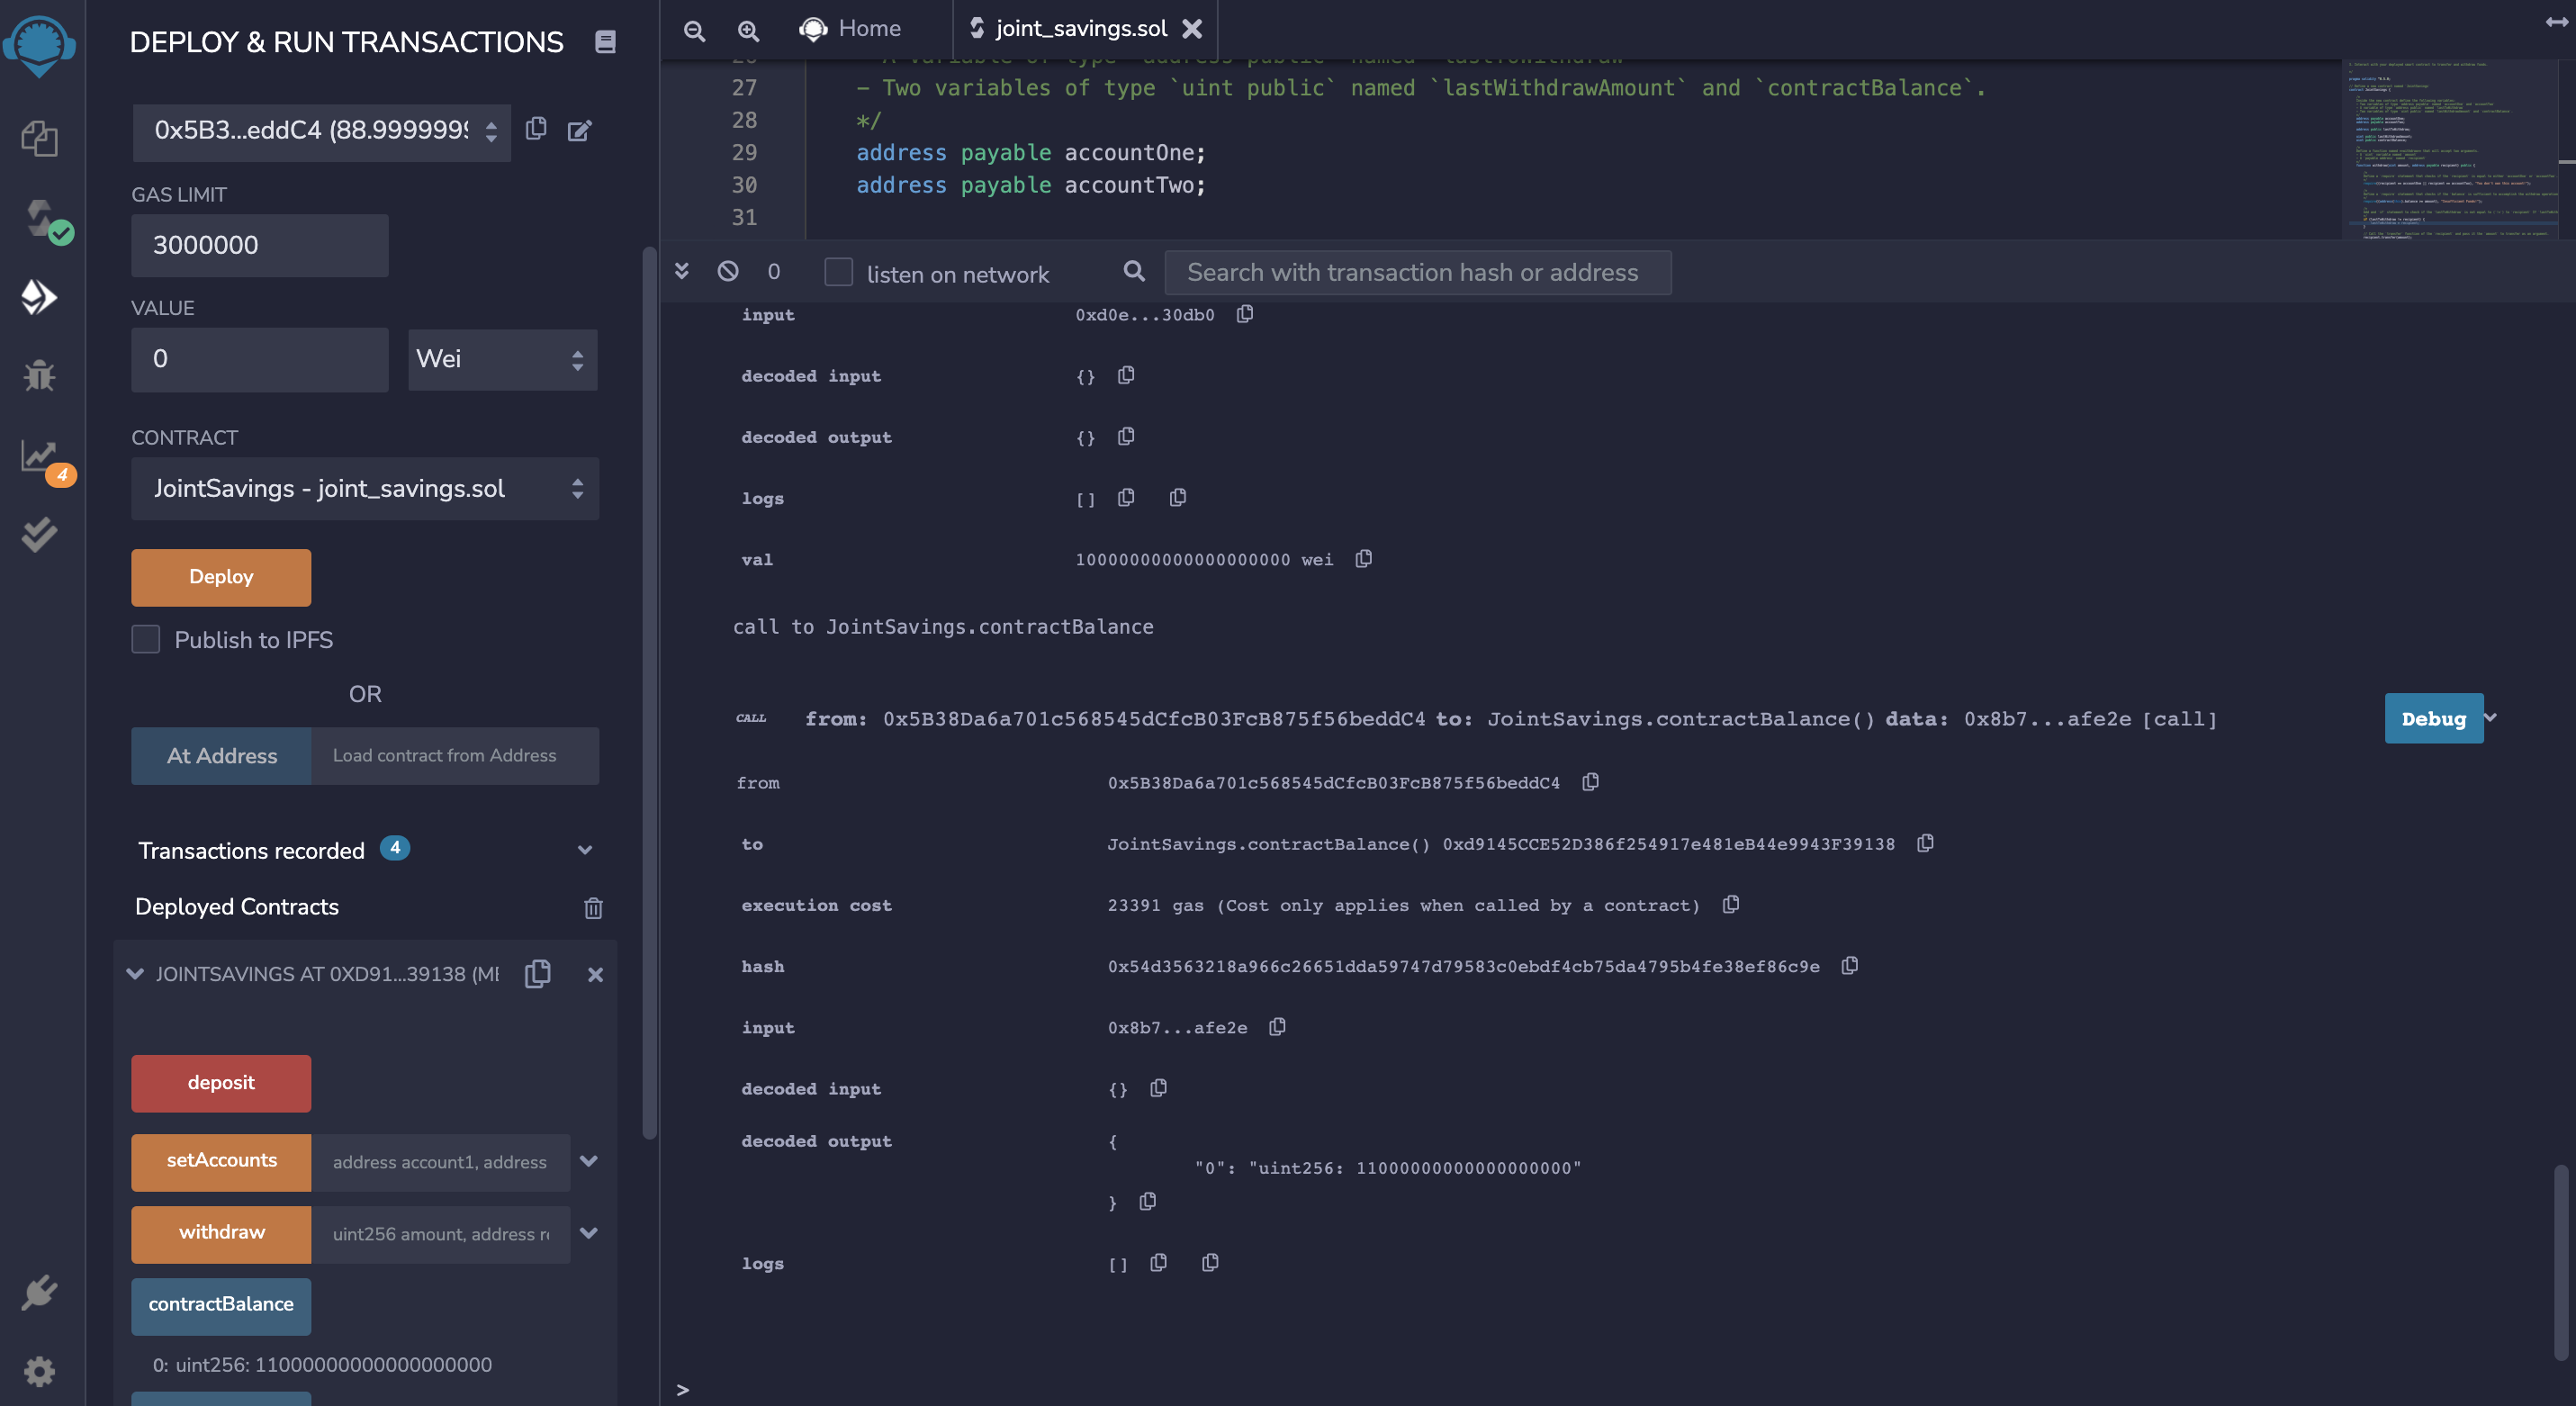 DEPLOY & RUN TRANSACTIONS
0x5B3...eddC4 (88.9999999
GAS LIMIT
3000000
VALUE
0
Wei
CONTRACT
JointSavings - joint_savings.sol
Deploy
Publish to IPFS
OR
At Address
Load contract from Address
Transactions recorded 4
Deployed Contracts
JOINTSAVINGS AT 0XD91...39138 (ME
deposit
setAccounts
address account1, address
withdraw
uint256 amount, address re
contractBalance
0: uint256: 11000000000000000000
4
Home
joint_savings.sol
27 - Two variables of type `uint public` named `lastWithdrawAmount` and `contractBalance`.
28 */
29 address payable accountOne;
30 address payable accountTwo;
31
0
listen on network
Search with transaction hash or address
input 0xd0e...30db0
decoded input {}
decoded output {}
logs []
val 10000000000000000000 wei
call to JointSavings.contractBalance
CALL from: 0x5B38Da6a701c568545dCfcB03FcB875f56beddC4 to: JointSavings.contractBalance() data: 0x8b7...afe2e [call]
Debug
from 0x5B38Da6a701c568545dCfcB03FcB875f56beddC4
to JointSavings.contractBalance() 0xd9145CCE52D386f254917e481eB44e9943F39138
execution cost 23391 gas (Cost only applies when called by a contract)
hash 0x54d3563218a966c26651dda59747d79583c0ebdf4cb75da4795b4fe38ef86c9e
input 0x8b7...afe2e
decoded input {}
decoded output {
"0": "uint256: 11000000000000000000"
}
logs []
>